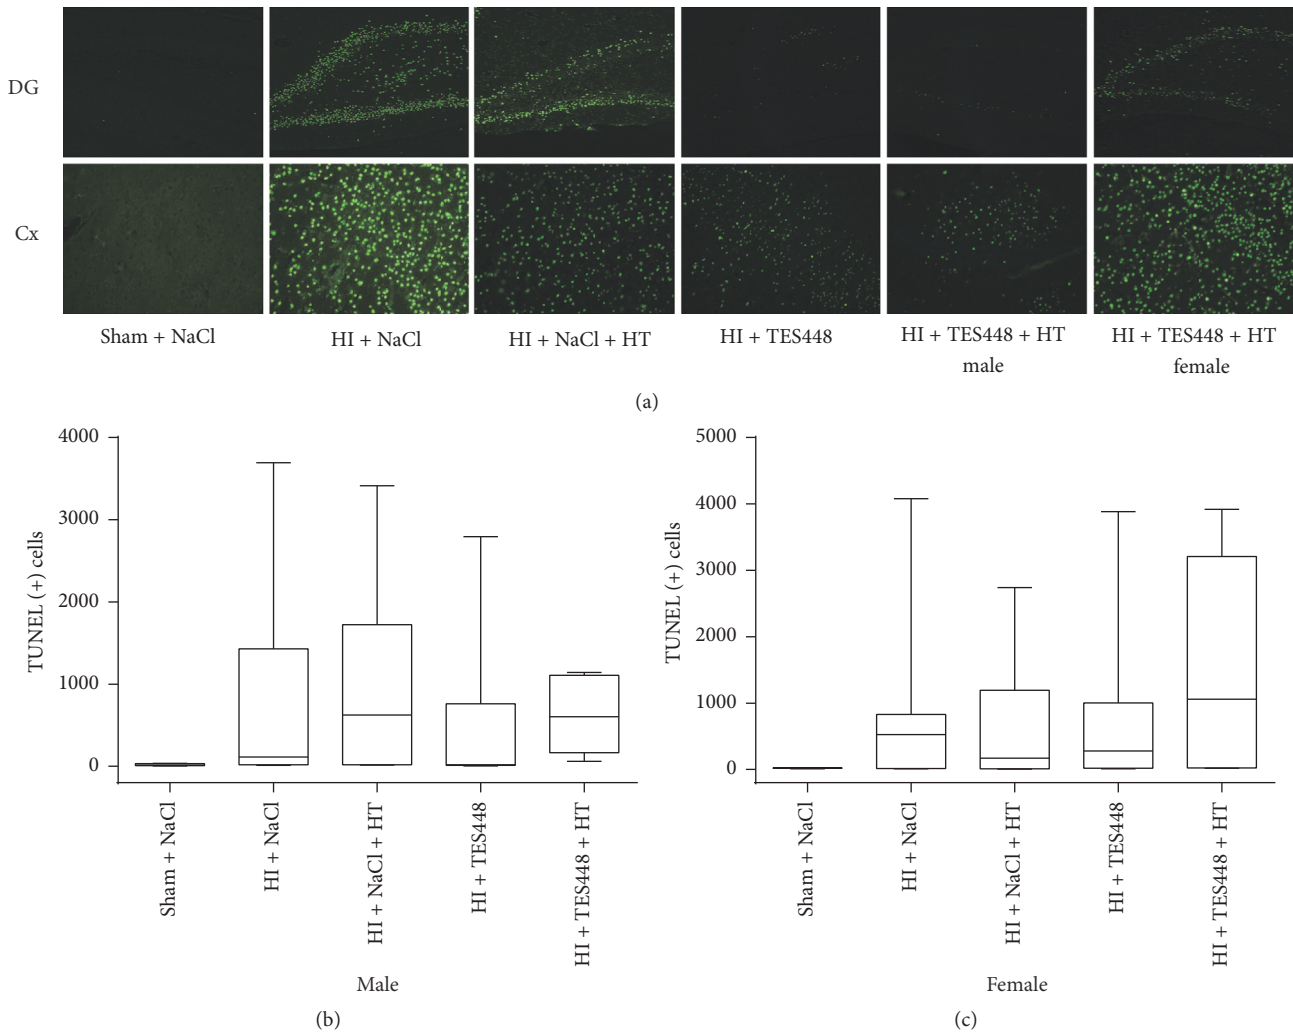 DG
Cx
Sham + NaCl
HI + NaCl
HI + NaCl + HT
HI + TES448
HI + TES448 + HT
male
HI + TES448 + HT
female
(a)
4000
3000
2000
1000
0
TUNEL (+) cells
Sham + NaCl
HI + NaCl
HI + NaCl + HT
HI + TES448
HI + TES448 + HT
Male
(b)
5000
4000
3000
2000
1000
0
TUNEL (+) cells
Sham + NaCl
HI + NaCl
HI + NaCl + HT
HI + TES448
HI + TES448 + HT
Female
(c)